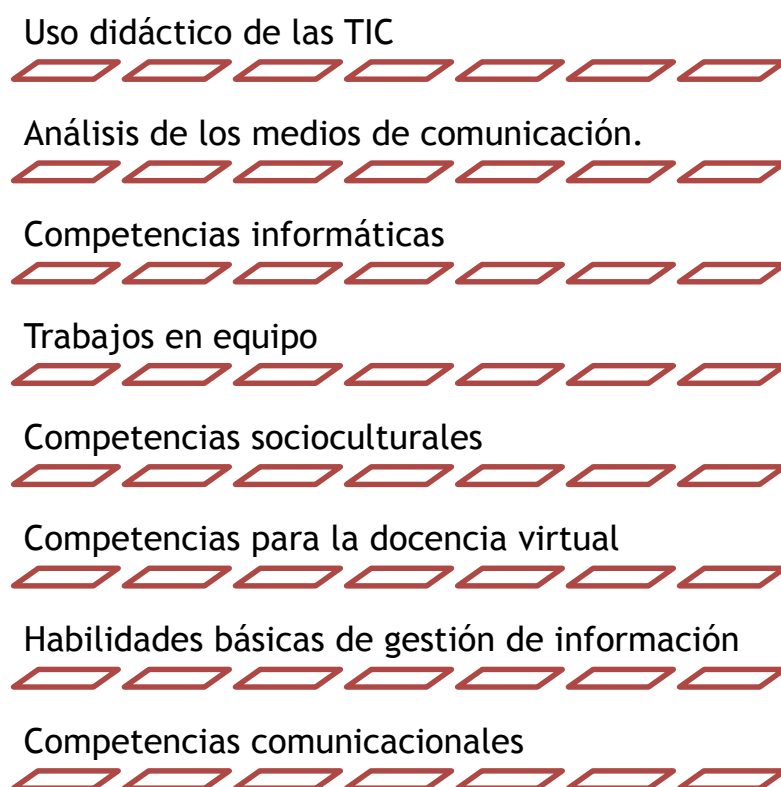 Uso didáctico de las TIC
Análisis de los medios de comunicación.
Competencias informáticas
Trabajos en equipo
Competencias socioculturales
Competencias para la docencia virtual
Habilidades básicas de gestión de información
Competencias comunicacionales